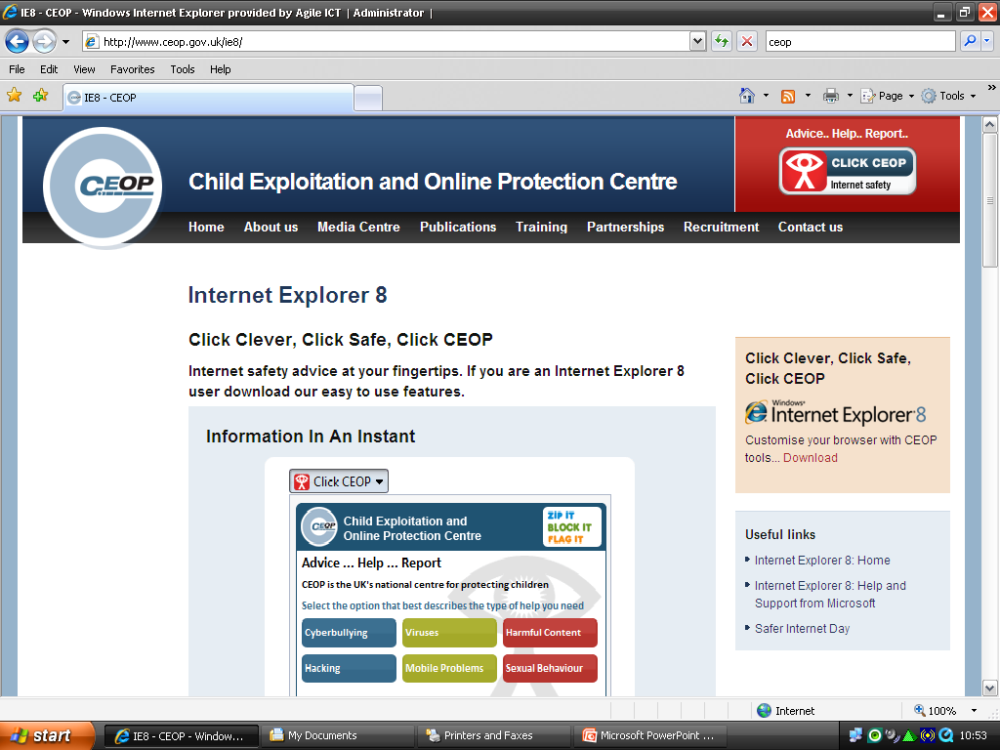 IE8 - CEOP - Windows Internet Explorer provided by Agile ICT | Administrator |
http://www.ceop.gov.uk/ie8/
ceop
File Edit View Favorites Tools Help
IE8 - CEOP
Page
Tools
CEOP
Child Exploitation and Online Protection Centre
Advice.. Help.. Report..
CLICK CEOP
Internet safety
Home About us Media Centre Publications Training Partnerships Recruitment Contact us
Internet Explorer 8
Click Clever, Click Safe, Click CEOP
Internet safety advice at your fingertips. If you are an Internet Explorer 8
user download our easy to use features.
Information In An Instant
Click CEOP
CEOP
Child Exploitation and
Online Protection Centre
ZIP IT
BLOCK IT
FLAG IT
Advice ... Help ... Report
CEOP is the UK's national centre for protecting children
Select the option that best describes the type of help you need
Cyberbullying Viruses Harmful Content
Hacking Mobile Problems Sexual Behaviour
Click Clever, Click Safe,
Click CEOP
Windows
Internet Explorer 8
Customise your browser with CEOP
tools... Download
Useful links
Internet Explorer 8: Home
Internet Explorer 8: Help and
Support from Microsoft
Safer Internet Day
Internet
100%
start
IE8 - CEOP - Window...
My Documents
Printers and Faxes
Microsoft PowerPoint ...
10:53